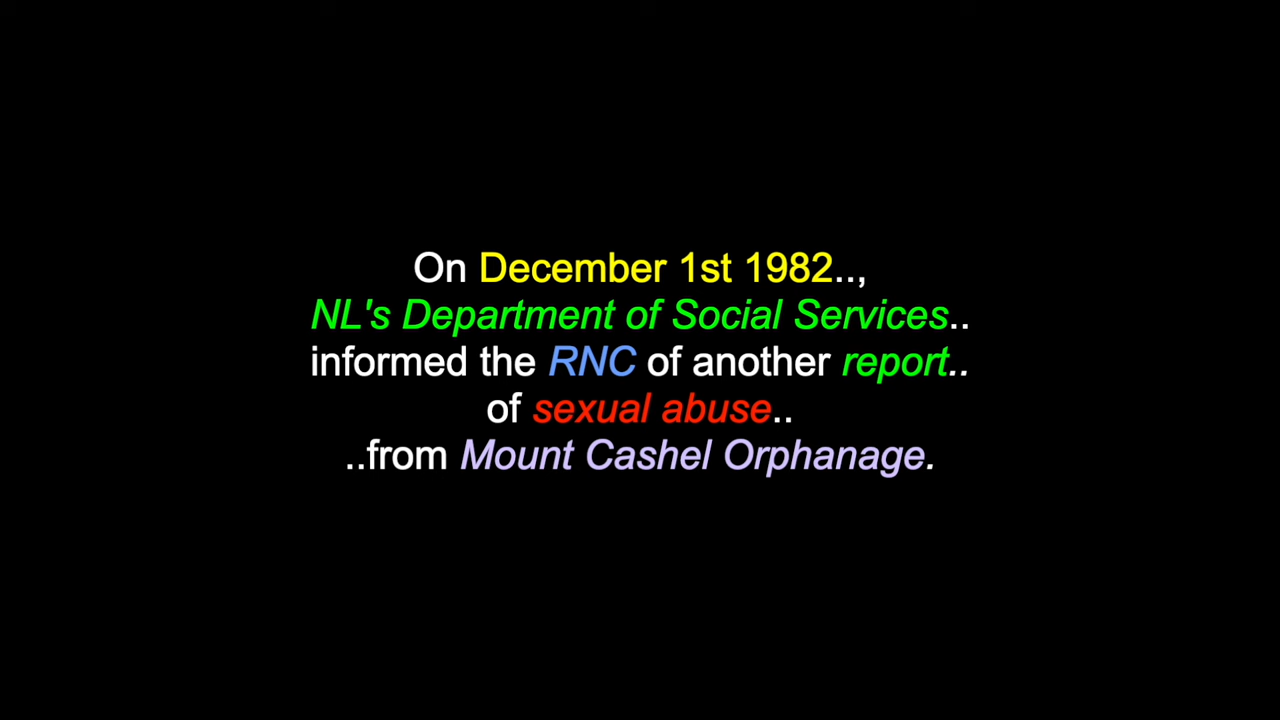 On December 1st 1982..,
NL's Department of Social Services..
informed the RNC of another report..
of sexual abuse..
..from Mount Cashel Orphanage.